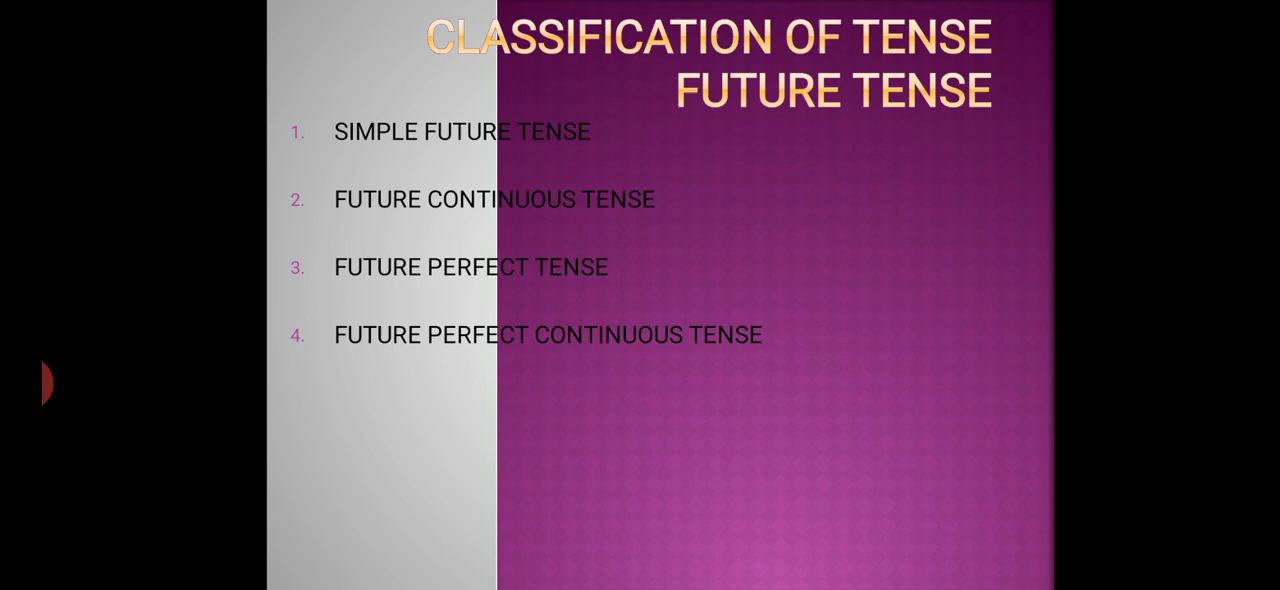 CLASSIFICATION OF TENSE
FUTURE TENSE
1. SIMPLE FUTURE TENSE
2. FUTURE CONTINUOUS TENSE
3. FUTURE PERFECT TENSE
4. FUTURE PERFECT CONTINUOUS TENSE